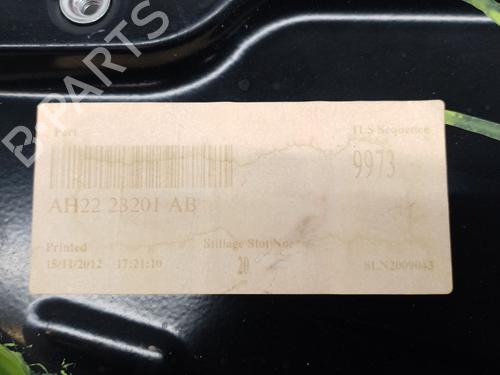 B-PARTS
Part
TLS Sequence
9973
AH22 23201 AB
Printed
Stillage Slot No:
15/11/2012 17:21:10
20
SLN2009043